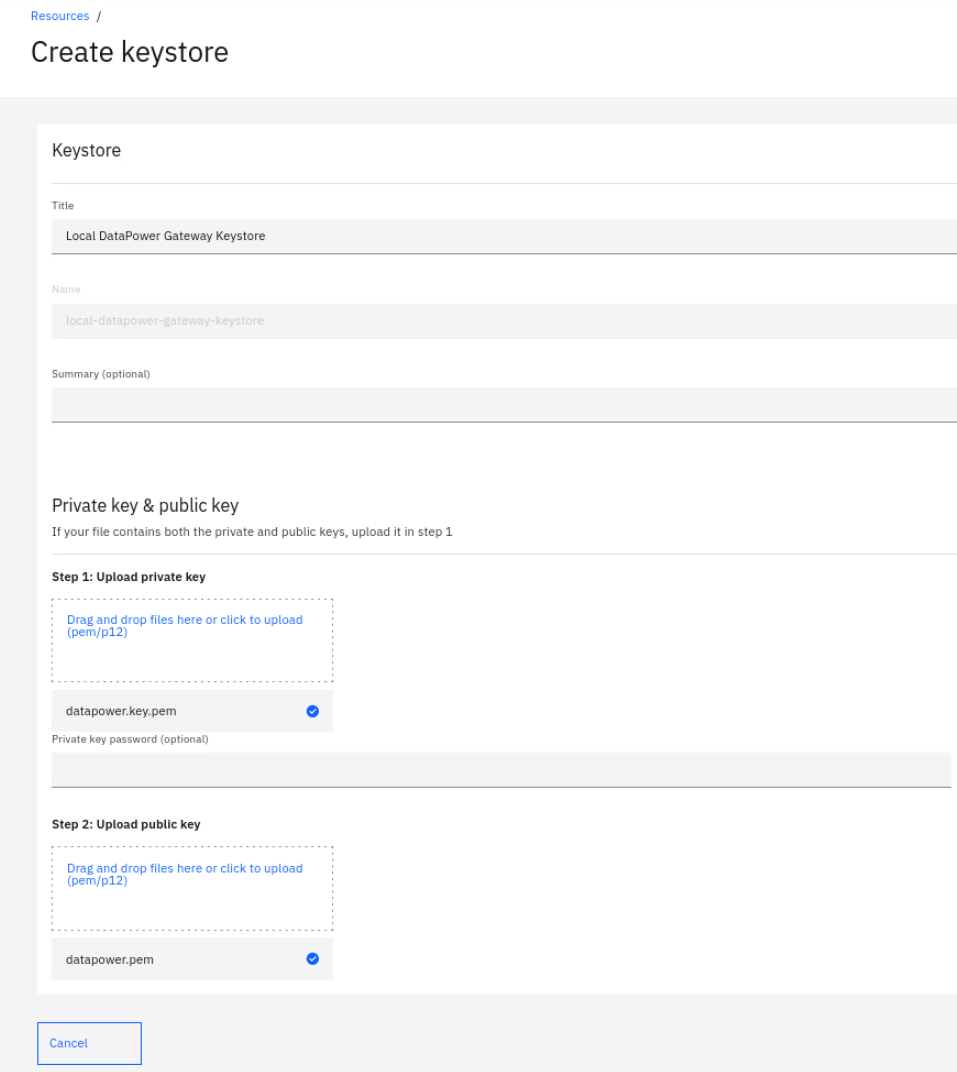 Resources /
Create keystore
Keystore
Title
Local DataPower Gateway Keystore
Name
local-datapower-gateway-keystore
Summary (optional)
Private key & public key
If your file contains both the private and public keys, upload it in step 1
Step 1: Upload private key
Drag and drop files here or click to upload
(pem/p12)
datapower.key.pem
Private key password (optional)
Step 2: Upload public key
Drag and drop files here or click to upload
(pem/p12)
datapower.pem
Cancel